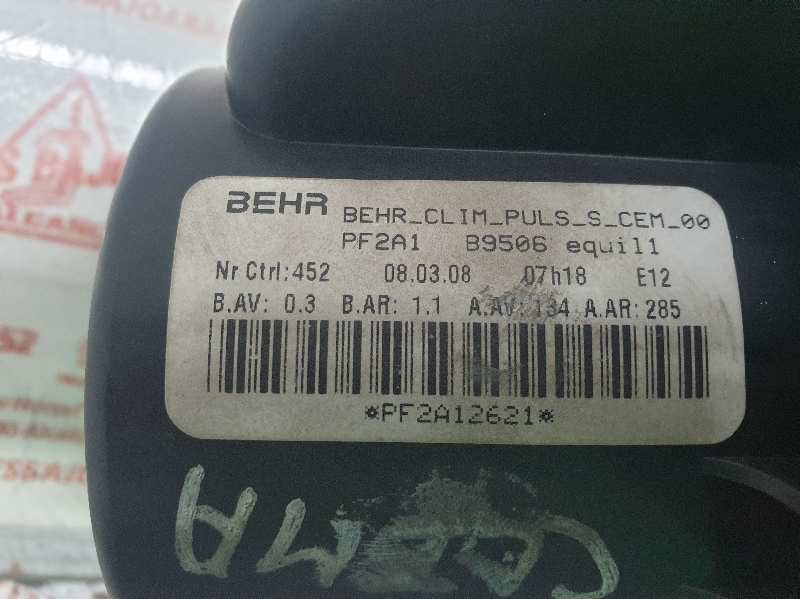 BEHR BEHR_CLIM_PULS_S_CEM_00
PF2A1 B9506 equil1
Nr Ctrl:452 08.03.08 07h18 E12
B.AV: 0.3 B.AR: 1.1 A.AV: 134 A.AR: 285
*PF2A12621*